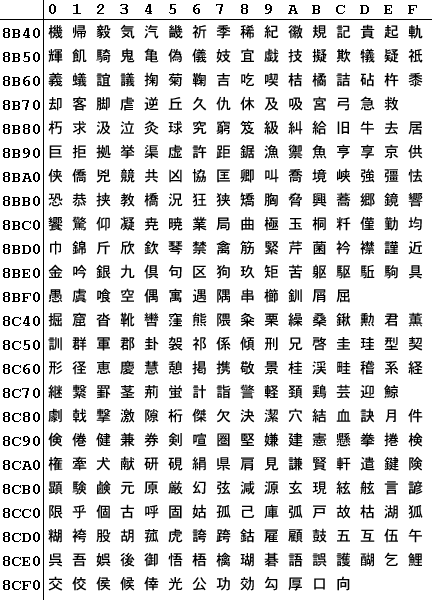 0 1 2 3 4 5 6 7 8 9 A B C D E F
8B40 機 帰 毅 気 汽 畿 祈 季 稀 紀 徽 規 記 貴 起 軌
8B50 輝 飢 騎 鬼 亀 偽 儀 妓 宜 戯 技 擬 欺 犠 疑 祇
8B60 義 蟻 誼 議 掬 菊 鞠 吉 吃 喫 桔 橘 詰 砧 杵 黍
8B70 却 客 脚 虐 逆 丘 久 仇 休 及 吸 宮 弓 急 救
8B80 朽 求 汲 泣 灸 球 究 窮 笈 級 糾 給 旧 牛 去 居
8B90 巨 拒 拠 挙 渠 虚 許 距 鋸 漁 禦 魚 亨 享 京 供
8BA0 侠 僑 兇 競 共 凶 協 匡 卿 叫 喬 境 峡 強 彊 怯
8BB0 恐 恭 挟 教 橋 況 狂 狭 矯 胸 脅 興 蕎 郷 鏡 響
8BC0 饗 驚 仰 凝 尭 暁 業 局 曲 極 玉 桐 粁 僅 勤 均
8BD0 巾 錦 斤 欣 欽 琴 禁 禽 筋 緊 芹 菌 衿 襟 謹 近
8BE0 金 吟 銀 九 倶 句 区 狗 玖 矩 苦 躯 駆 駈 駒 具
8BF0 愚 虞 喰 空 偶 寓 遇 隅 串 櫛 釧 屑 屈
8C40 掘 窟 沓 靴 轡 窪 熊 隈 粂 栗 繰 桑 鍬 勲 君 薫
8C50 訓 群 軍 郡 卦 袈 祁 係 傾 刑 兄 啓 圭 珪 型 契
8C60 形 径 恵 慶 慧 憩 掲 携 敬 景 桂 渓 畦 稽 系 経
8C70 継 繋 罫 茎 荊 蛍 計 詣 警 軽 頚 鶏 芸 迎 鯨
8C80 劇 戟 撃 激 隙 桁 傑 欠 決 潔 穴 結 血 訣 月 件
8C90 倹 倦 健 兼 券 剣 喧 圏 堅 嫌 建 憲 懸 拳 捲 検
8CA0 権 牽 犬 献 研 硯 絹 県 肩 見 謙 賢 軒 遣 鍵 険
8CB0 顕 験 鹸 元 原 厳 幻 弦 減 源 玄 現 絃 舷 言 諺
8CC0 限 乎 個 古 呼 固 姑 孤 己 庫 弧 戸 故 枯 湖 狐
8CD0 糊 袴 股 胡 菰 虎 誇 跨 鈷 雇 顧 鼓 五 互 伍 午
8CE0 呉 吾 娯 後 御 悟 梧 檎 瑚 碁 語 誤 護 醐 乞 鯉
8CF0 交 佼 侯 候 倖 光 公 功 効 勾 厚 口 向